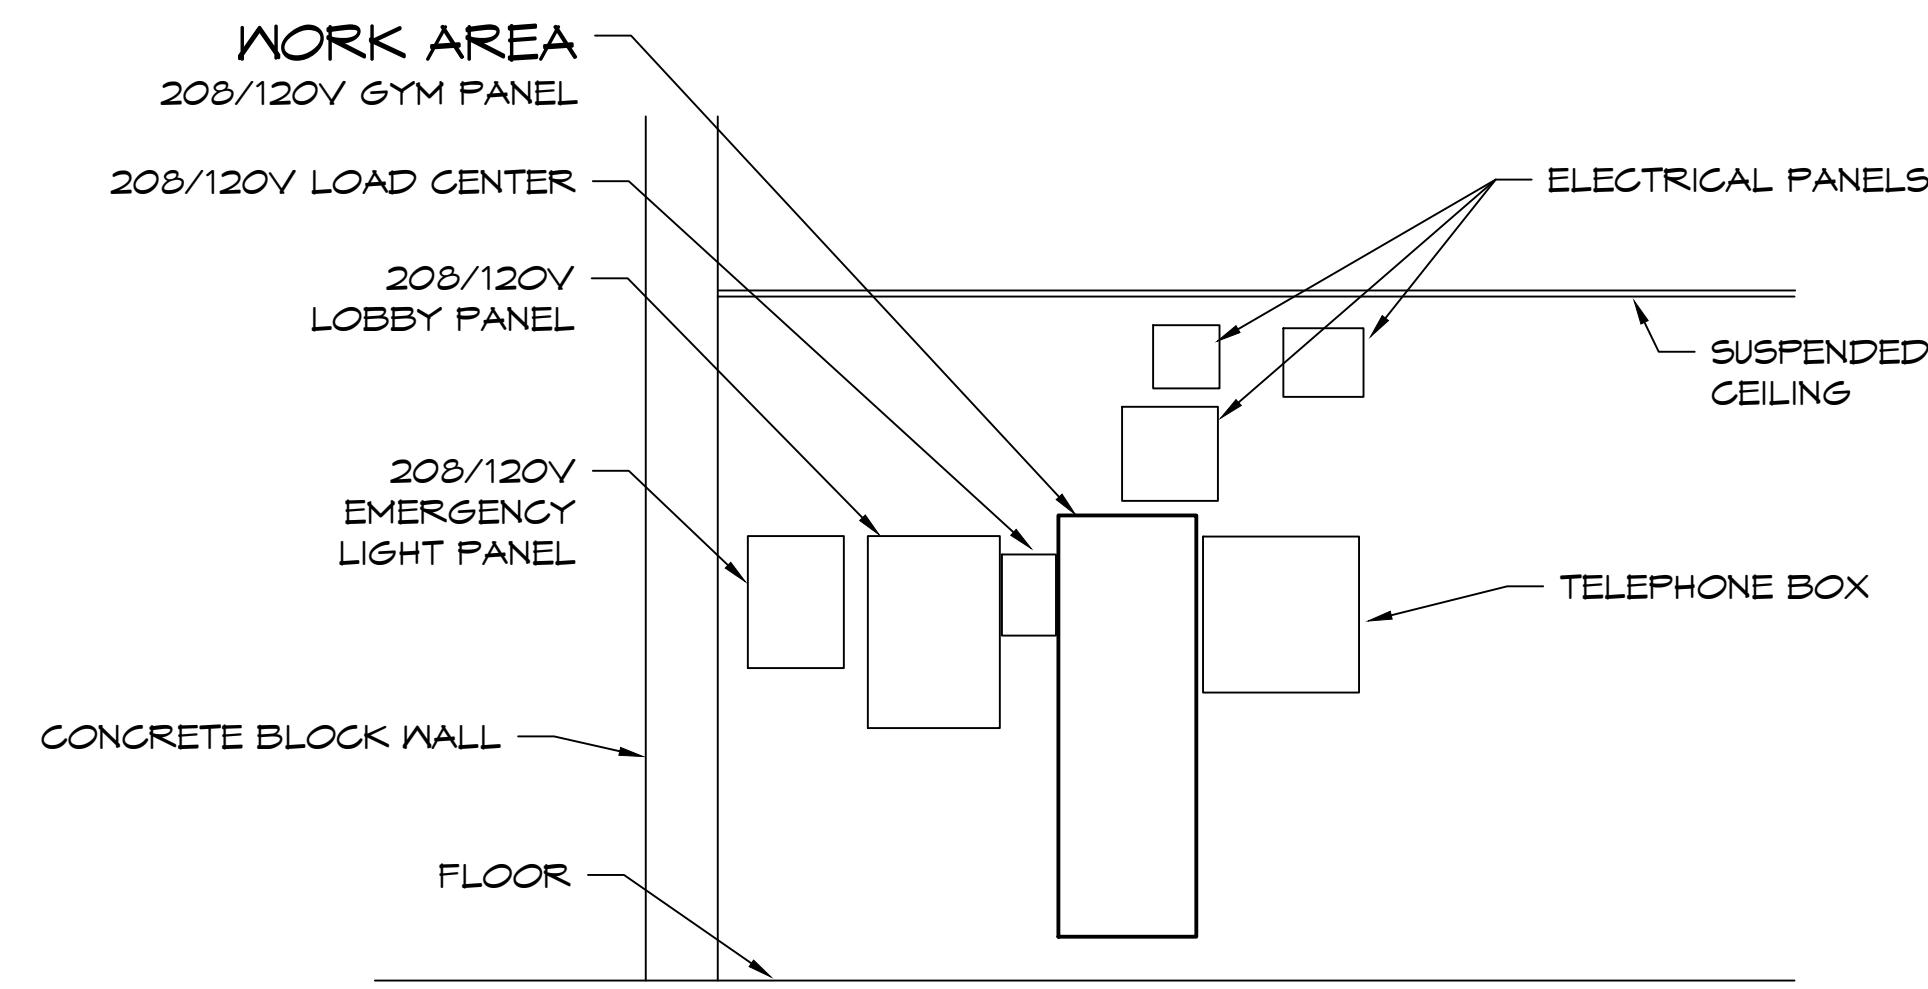 WORK AREA
208/120V GYM PANEL
208/120V LOAD CENTER
208/120V
LOBBY PANEL
208/120V
EMERGENCY
LIGHT PANEL
CONCRETE BLOCK WALL
FLOOR
ELECTRICAL PANELS
SUSPENDED
CEILING
TELEPHONE BOX